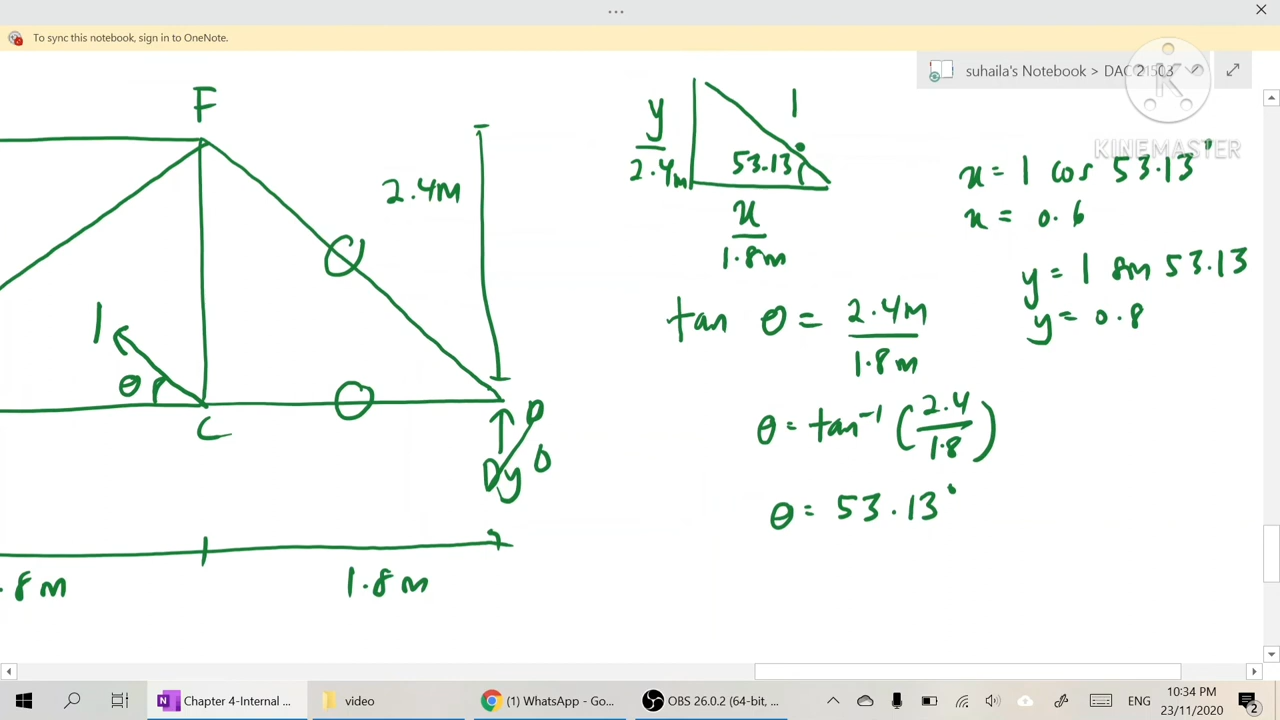 To sync this notebook, sign in to OneNote.
suhaila's Notebook > DAC 21503
KINEMASTER
F
2.4m
1
θ
C
D
Dy 0
.8m
1.8m
y
2.4m
1
53.13
x
1.8m
tan θ = 2.4m
1.8m
θ = tan⁻¹ (2.4
1.8)
θ = 53.13°
x = 1 cos 53.13°
x = 0.6
y = 1 sin 53.13
y = 0.8
Chapter 4-Internal ...
video
(1) WhatsApp - Go...
OBS 26.0.2 (64-bit, ...
ENG
10:34 PM
23/11/2020
2